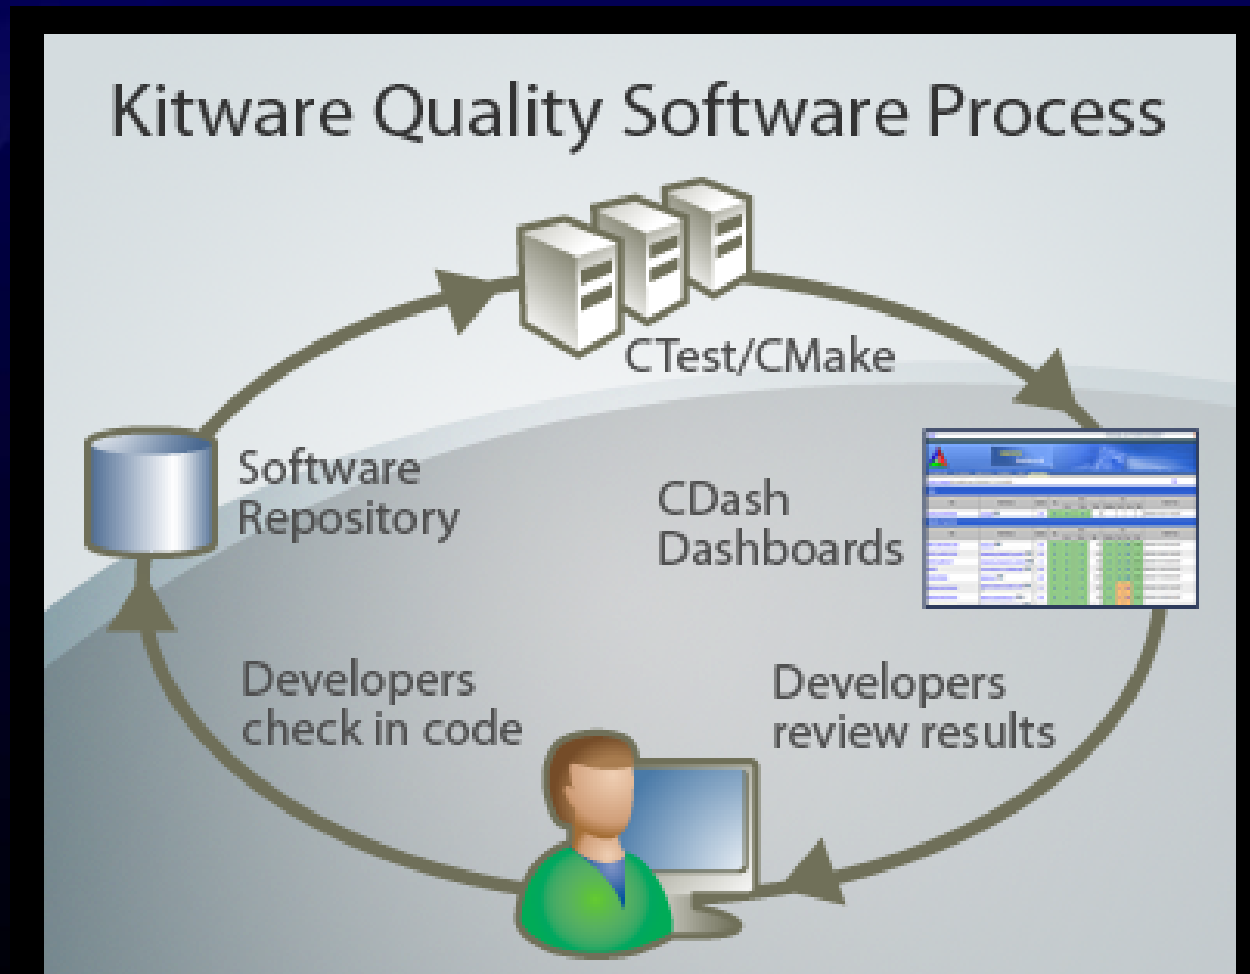 Kitware Quality Software Process
CTest/CMake
Software
Repository
CDash
Dashboards
Developers
check in code
Developers
review results